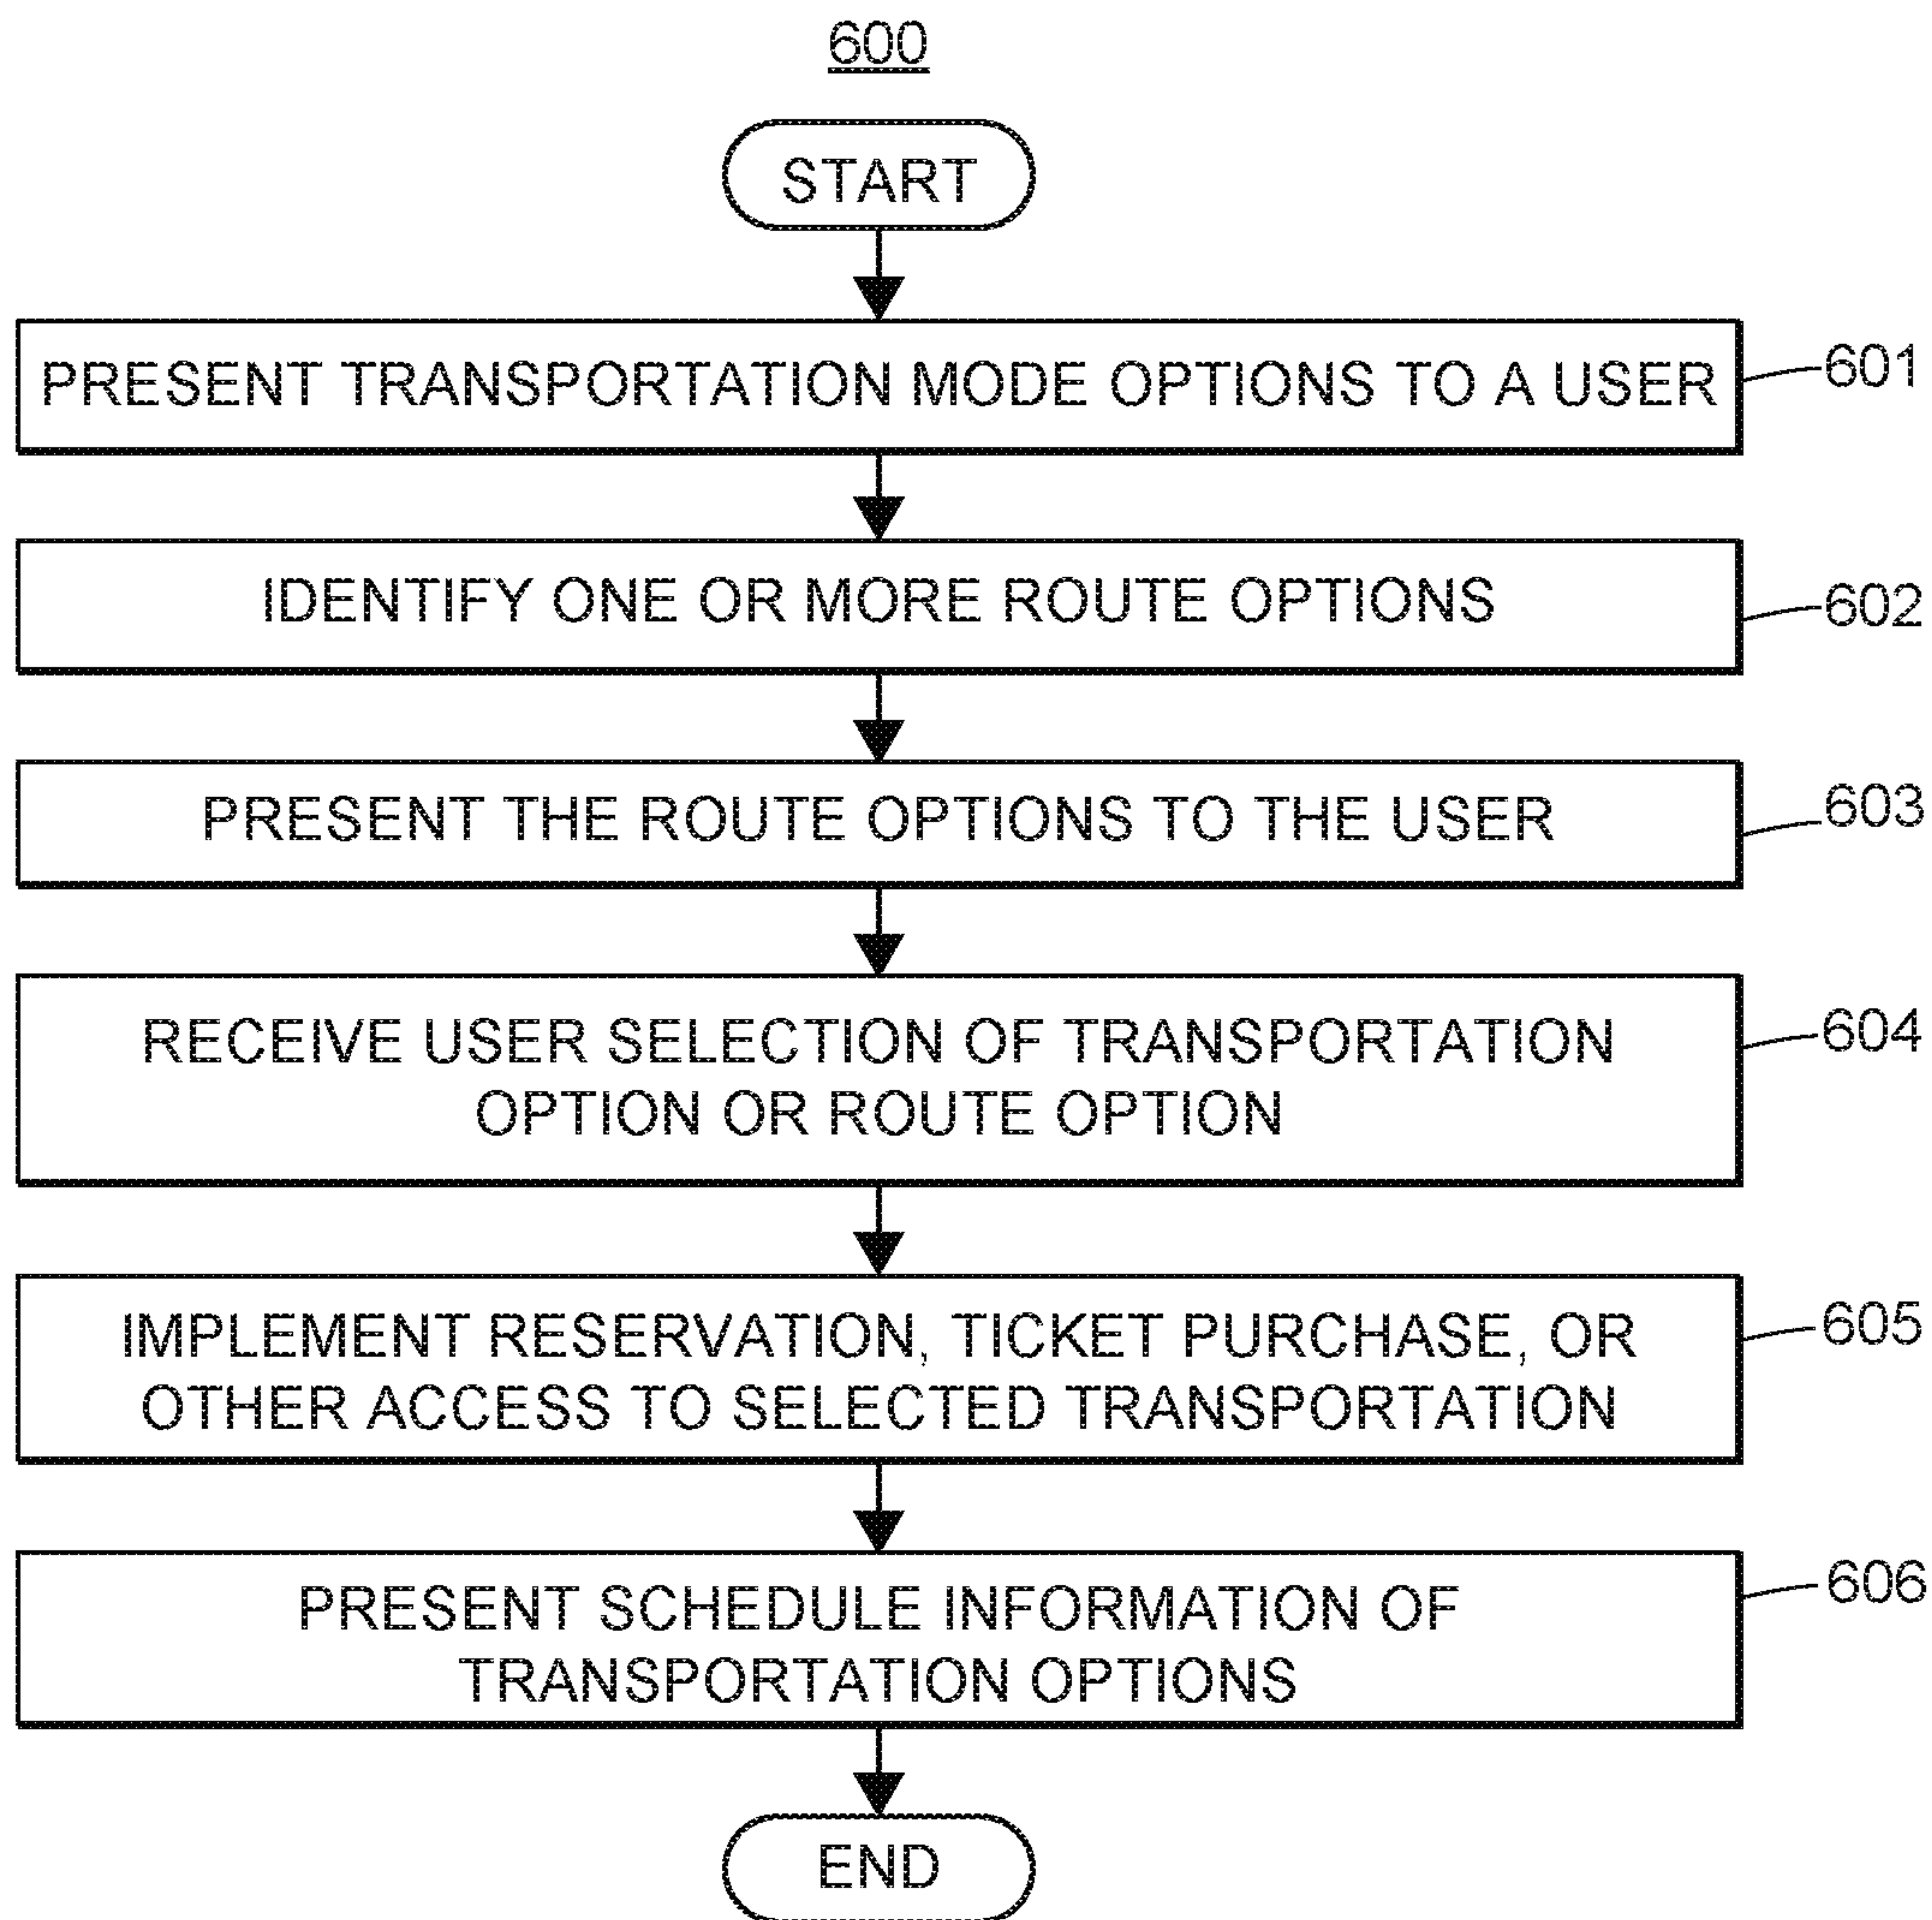 600
START
PRESENT TRANSPORTATION MODE OPTIONS TO A USER
601
IDENTIFY ONE OR MORE ROUTE OPTIONS
602
PRESENT THE ROUTE OPTIONS TO THE USER
603
RECEIVE USER SELECTION OF TRANSPORTATION
OPTION OR ROUTE OPTION
604
IMPLEMENT RESERVATION, TICKET PURCHASE, OR
OTHER ACCESS TO SELECTED TRANSPORTATION
605
PRESENT SCHEDULE INFORMATION OF
TRANSPORTATION OPTIONS
606
END